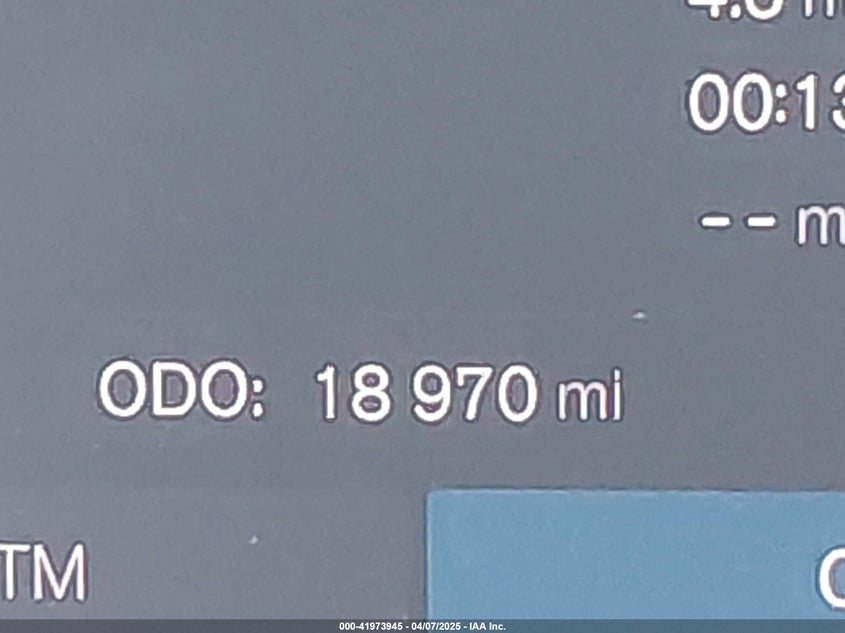 00:13
-- m
ODO: 18 970 mi
TM
000-41973945 - 04/07/2025 - IAA Inc.